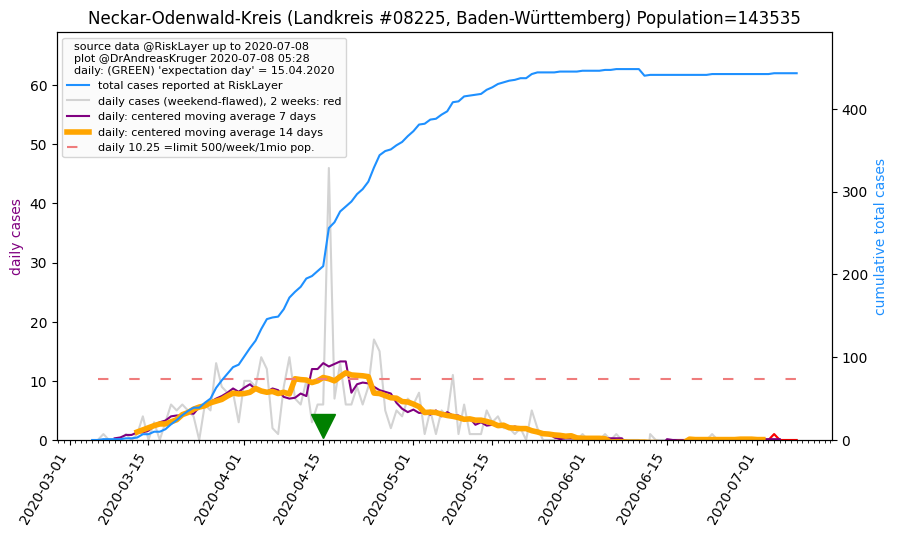 Neckar-Odenwald-Kreis (Landkreis #08225, Baden-Württemberg) Population=143535
source data @RiskLayer up to 2020-07-08
plot @DrAndreasKruger 2020-07-08 05:28
daily: (GREEN) 'expectation day' = 15.04.2020
total cases reported at RiskLayer
daily cases (weekend-flawed), 2 weeks: red
daily: centered moving average 7 days
daily: centered moving average 14 days
daily 10.25 =limit 500/week/1mio pop.
daily cases
60
50
40
30
20
10
0
400
300
200
100
0
cumulative total cases
2020-03-01
2020-03-15
2020-04-01
2020-04-15
2020-05-01
2020-05-15
2020-06-01
2020-06-15
2020-07-01